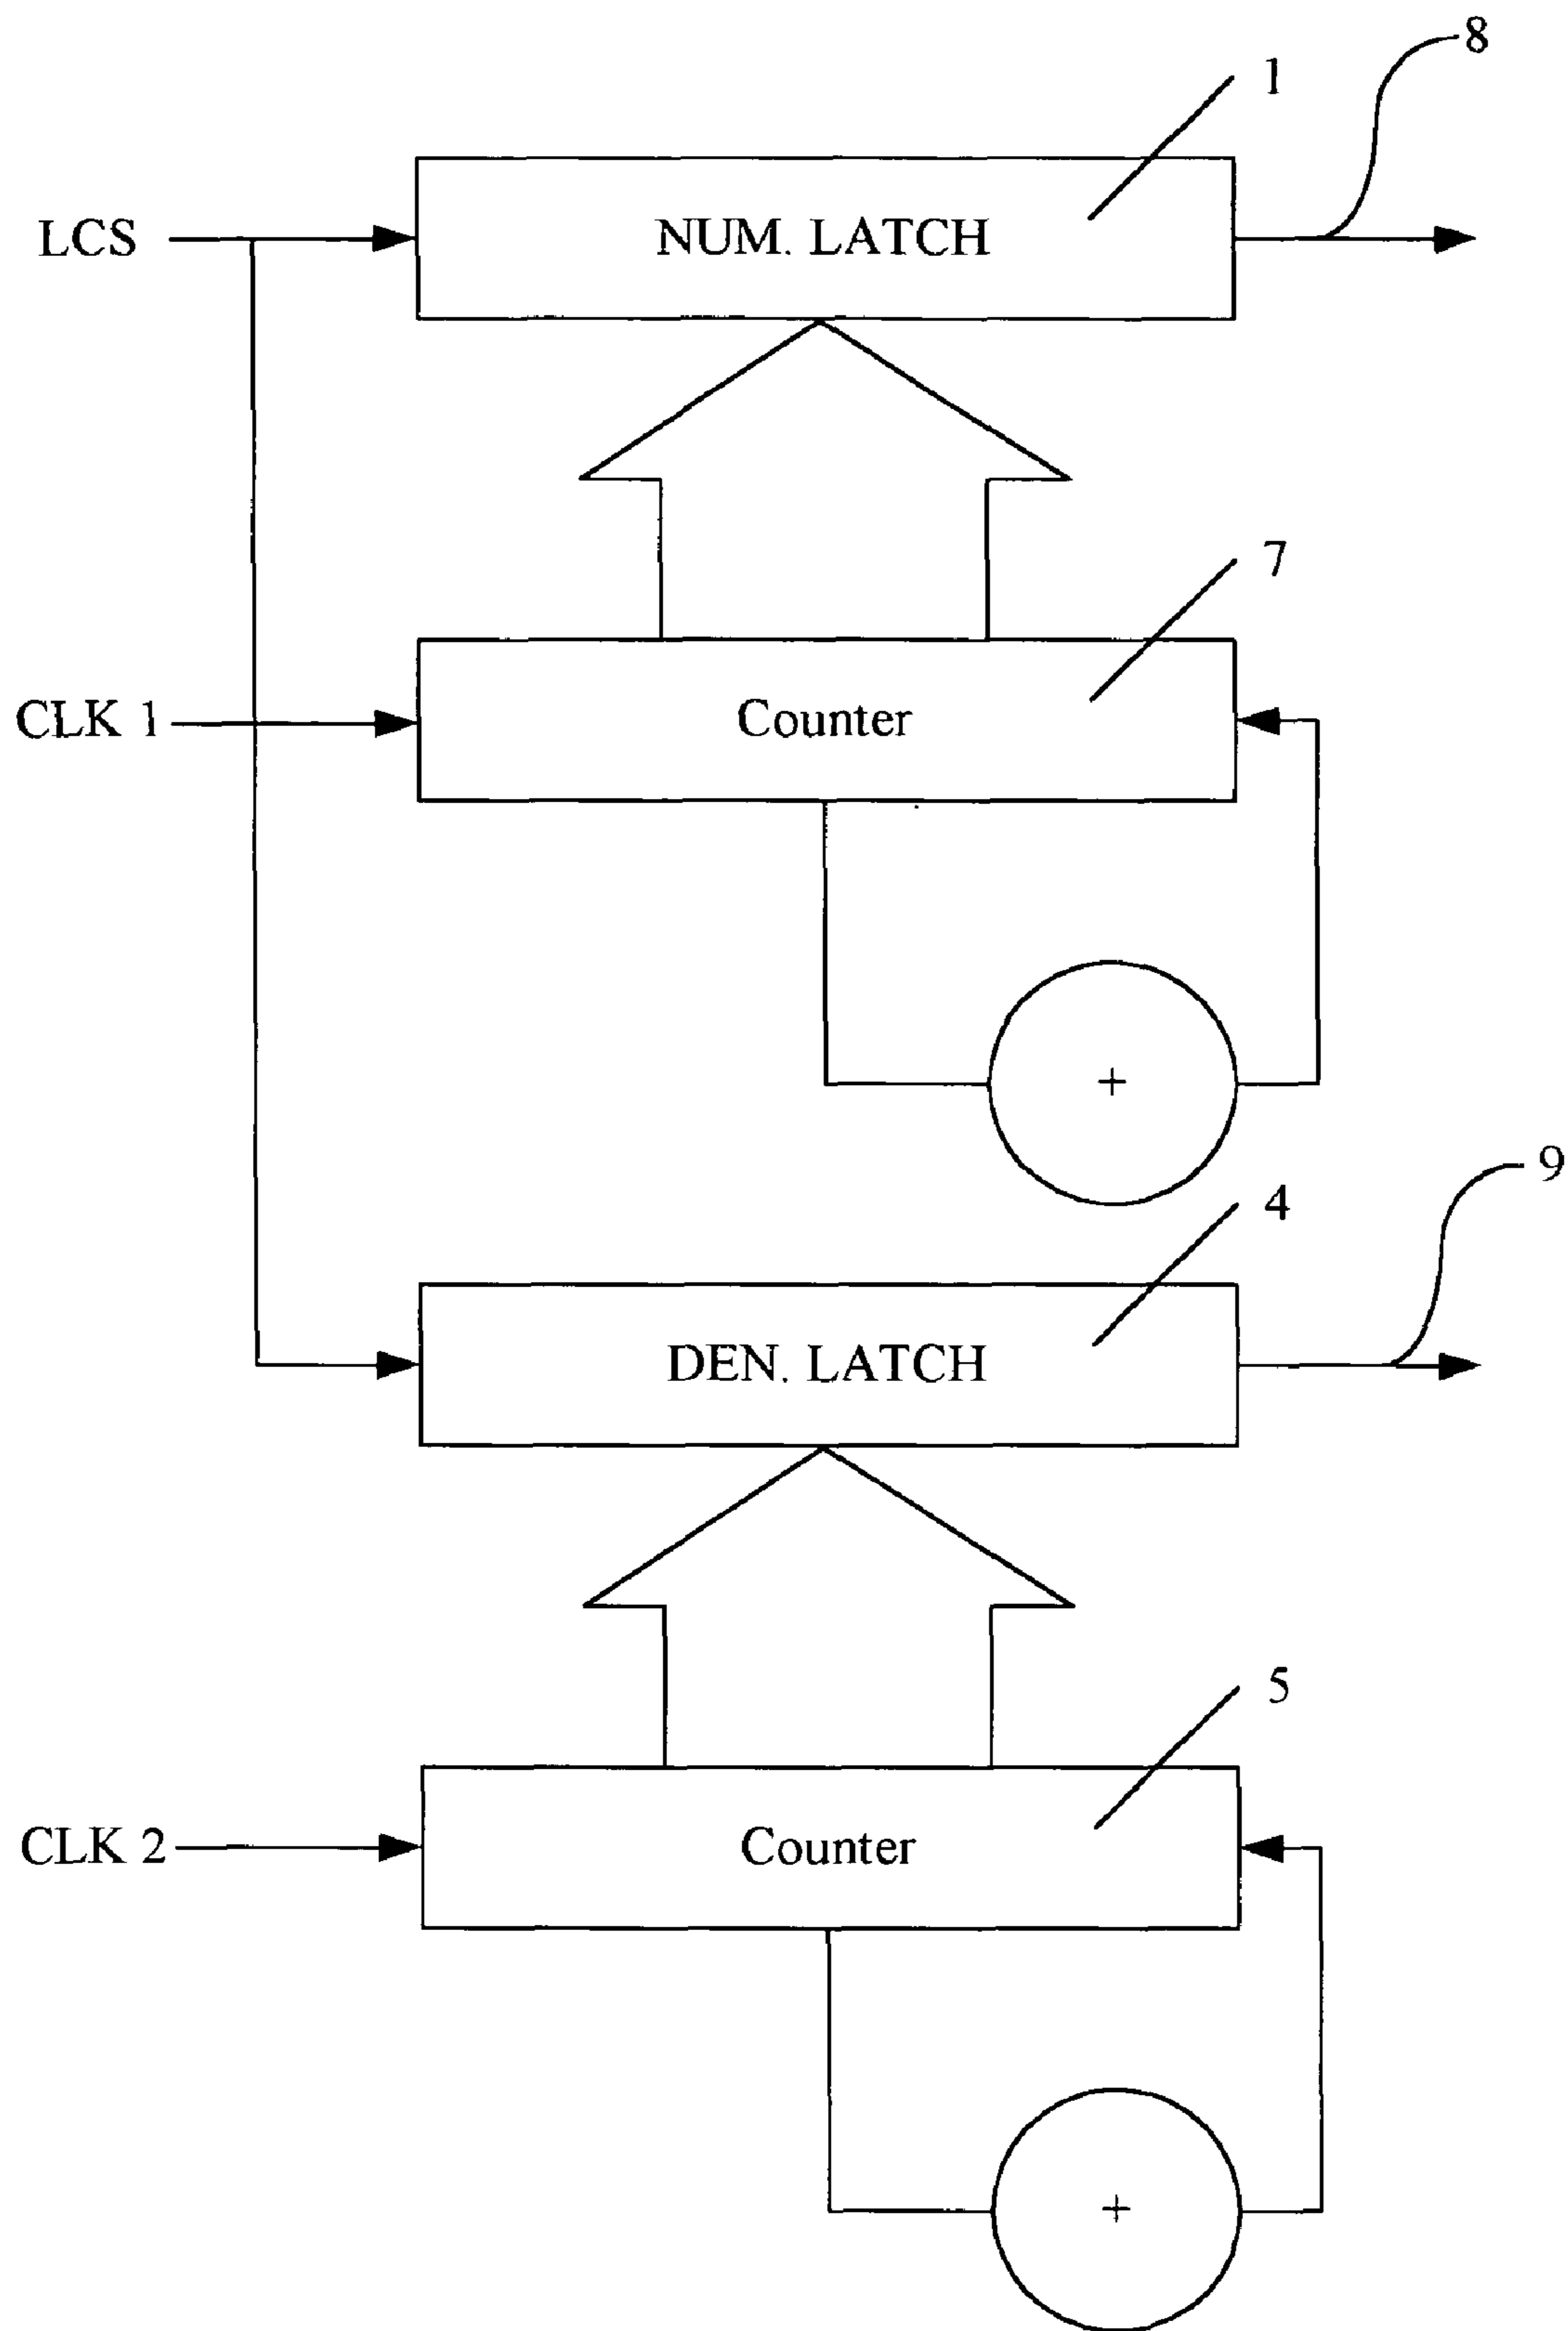 8
1
LCS
NUM. LATCH
7
CLK 1
Counter
+
9
4
DEN. LATCH
5
CLK 2
Counter
+